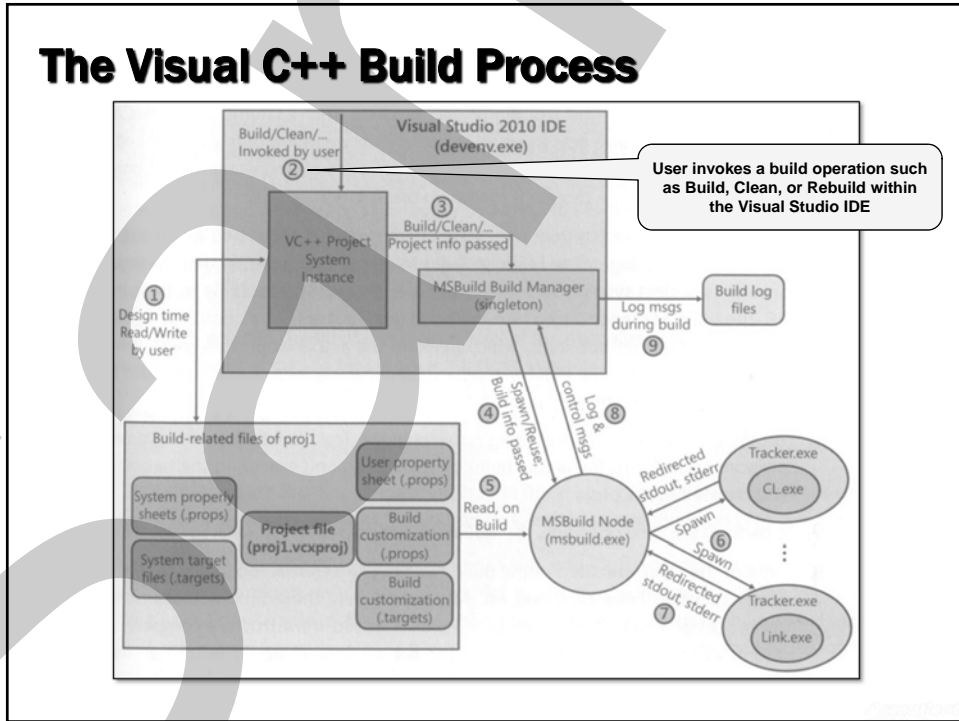 The Visual C++ Build Process
Visual Studio 2010 IDE
(devenv.exe)
Build/Clean/...
Invoked by user
2
User invokes a build operation such
as Build, Clean, or Rebuild within
the Visual Studio IDE
3
Build/Clean/...
Project info passed
VC++ Project
System
Instance
MSBuild Build Manager
(singleton)
Build log
files
Log msgs
during build
9
1
Design time
Read/Write
by user
4
Spawn/Reuse;
Build info passed
Log &
control msgs
8
Build-related files of proj1
System property
sheets (.props)
System target
files (.targets)
Project file
(proj1.vcxproj)
User property
sheet (.props)
Build
customization
(.props)
Build
customization
(.targets)
5
Read, on
Build
MSBuild Node
(msbuild.exe)
Redirected
stdout, stderr
Spawn
6
Spawn
Redirected
stdout, stderr
7
Tracker.exe
CL.exe
⋮
Tracker.exe
Link.exe